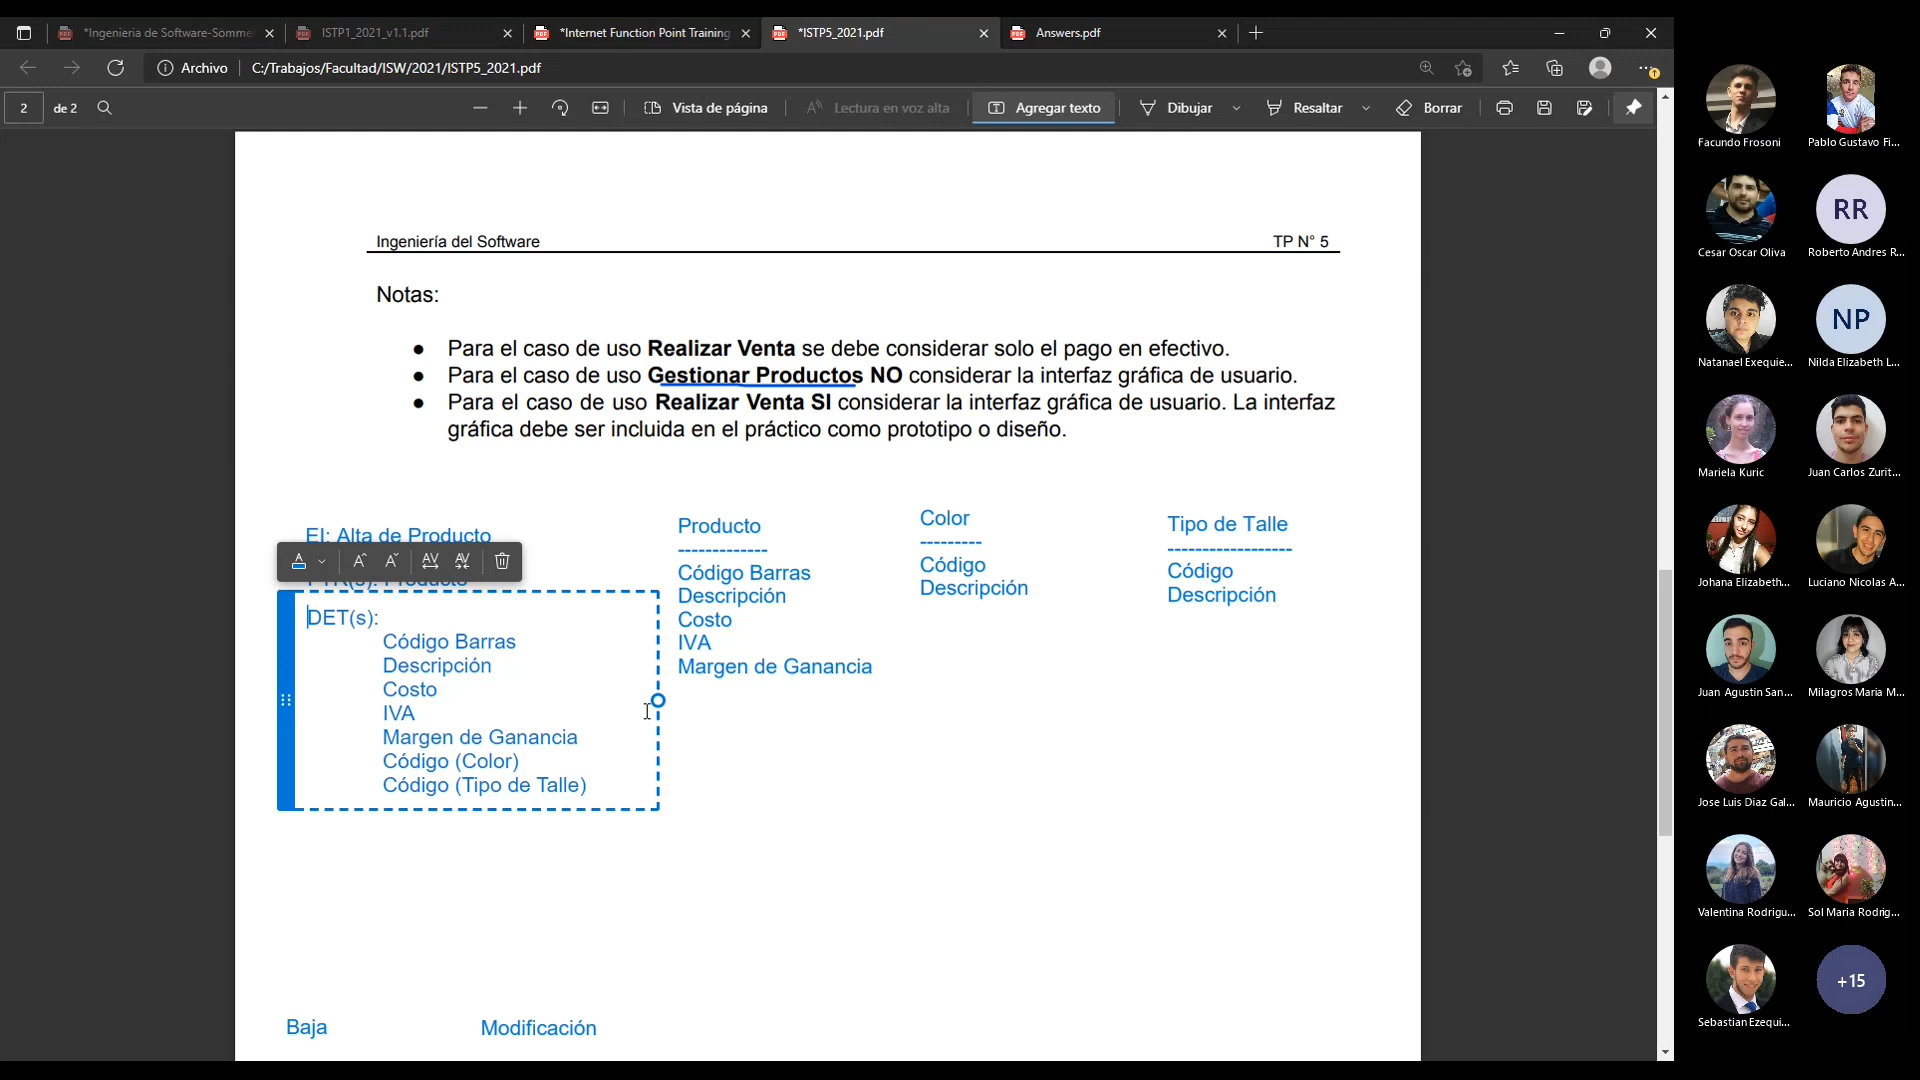 *Ingenieria de Software-Somme
ISTP1_2021_v1.1.pdf
*Internet Function Point Training
*ISTP5_2021.pdf
Answers.pdf
Archivo
C:/Trabajos/Facultad/ISW/2021/ISTP5_2021.pdf
2
de 2
Vista de página
Lectura en voz alta
Agregar texto
Dibujar
Resaltar
Borrar
Ingeniería del Software
TP N° 5
Notas:
● Para el caso de uso Realizar Venta se debe considerar solo el pago en efectivo.
● Para el caso de uso Gestionar Productos NO considerar la interfaz gráfica de usuario.
● Para el caso de uso Realizar Venta SI considerar la interfaz gráfica de usuario. La interfaz
gráfica debe ser incluida en el práctico como prototipo o diseño.
EI: Alta de Producto
FTR(s): Producto
DET(s):
Código Barras
Descripción
Costo
IVA
Margen de Ganancia
Código (Color)
Código (Tipo de Talle)
Producto
-------------
Código Barras
Descripción
Costo
IVA
Margen de Ganancia
Color
---------
Código
Descripción
Tipo de Talle
------------------
Código
Descripción
Baja
Modificación
Facundo Frosoni
Pablo Gustavo Fi...
Cesar Oscar Oliva
RR
Roberto Andres R...
Natanael Exequie...
NP
Nilda Elizabeth L...
Mariela Kuric
Juan Carlos Zurit...
Johana Elizabeth...
Luciano Nicolas A...
Juan Agustin San...
Milagros Maria M...
Jose Luis Diaz Gal...
Mauricio Agustin...
Valentina Rodrigu...
Sol Maria Rodrig...
Sebastian Ezequi...
+15